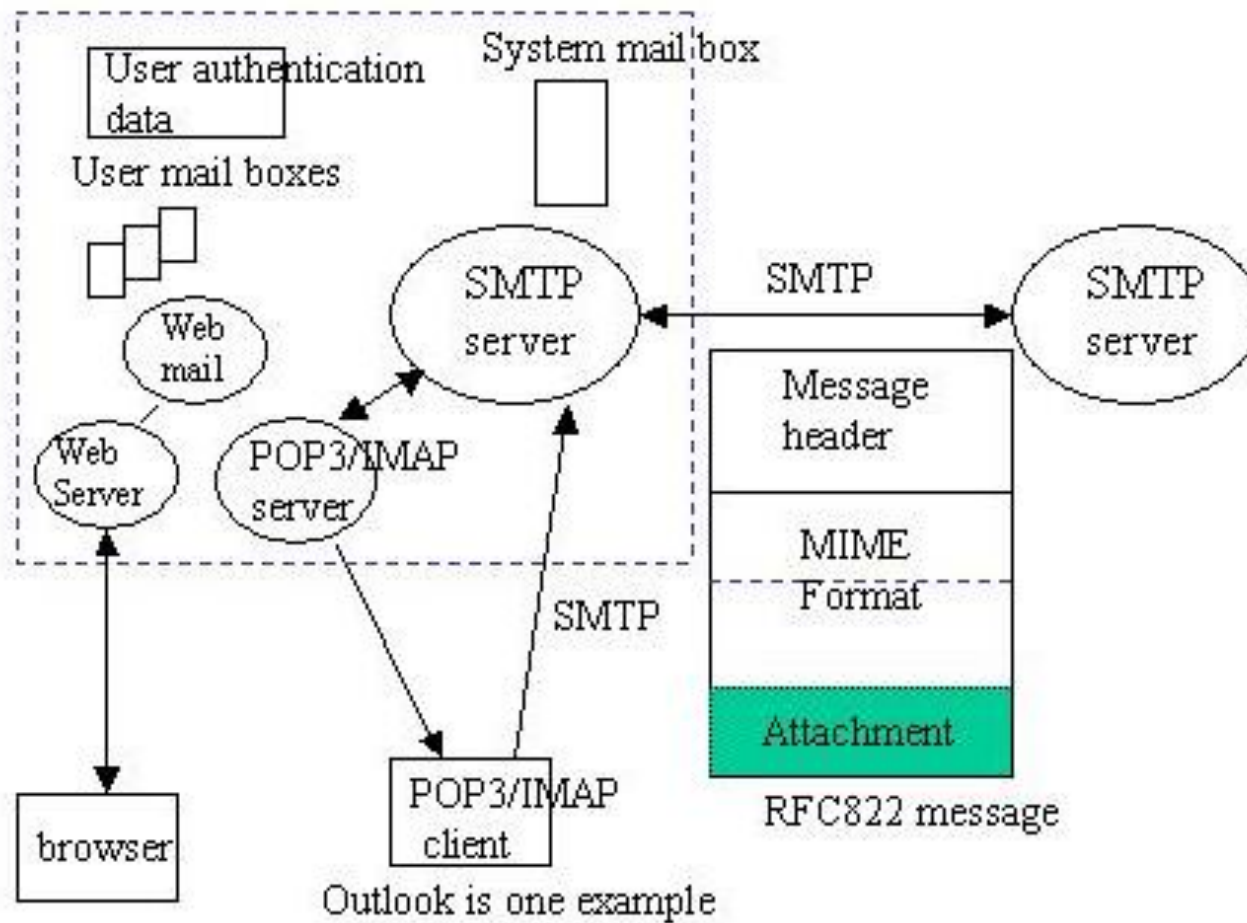 User authentication
data
System mail box
User mail boxes
SMTP
server
SMTP
SMTP
server
Web
mail
Message
header
Web
Server
POP3/IMAP
server
MIME
Format
SMTP
Attachment
POP3/IMAP
client
RFC822 message
browser
Outlook is one example